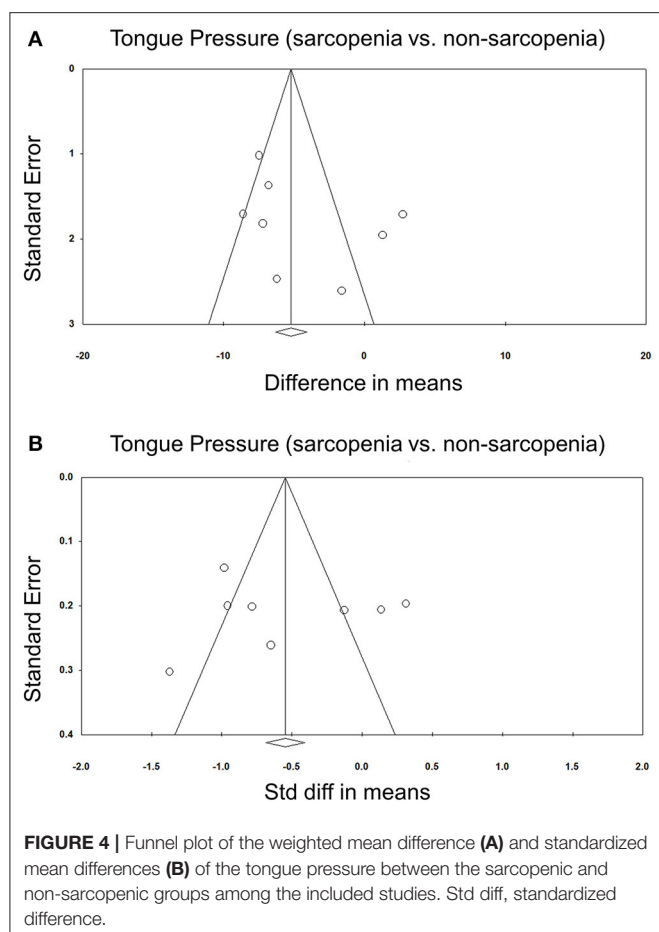 A
Tongue Pressure (sarcopenia vs. non-sarcopenia)
0
1
2
3
Standard Error
-20
-10
0
10
20
Difference in means
B
Tongue Pressure (sarcopenia vs. non-sarcopenia)
0.0
0.1
0.2
0.3
0.4
Standard Error
-2.0
-1.5
-1.0
-0.5
0.0
0.5
1.0
1.5
2.0
Std diff in means
FIGURE 4 | Funnel plot of the weighted mean difference (A) and standardized
mean differences (B) of the tongue pressure between the sarcopenic and
non-sarcopenic groups among the included studies. Std diff, standardized
difference.